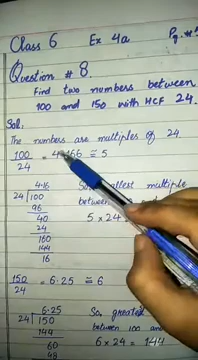 Class 6 Ex 4a
Question # 8.
Find two numbers between
100 and 150 with HCF 24.
Sol:
The numbers are multiples of 24.
100/24 = 4. 66 ≅ 5
4.16
24 | 100
96
40
24
160
144
16
multiple
5 × 24
150/24 = 6.25 ≅ 6
6.25
24 | 150
144
60
48
So, greates
between 100 and
6 × 24 = 144